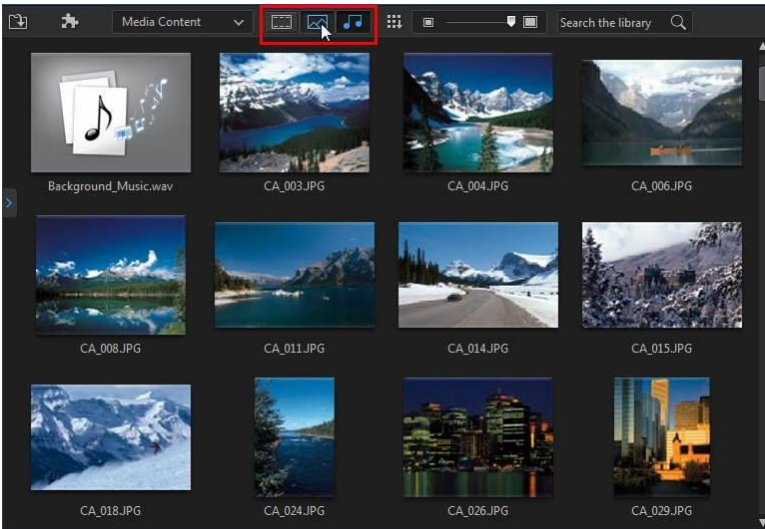 Media Content
Search the library
Background_Music.wav
CA_003.JPG
CA_004.JPG
CA_006.JPG
CA_008.JPG
CA_011.JPG
CA_014.JPG
CA_015.JPG
CA_018.JPG
CA_024.JPG
CA_026.JPG
CA_029.JPG